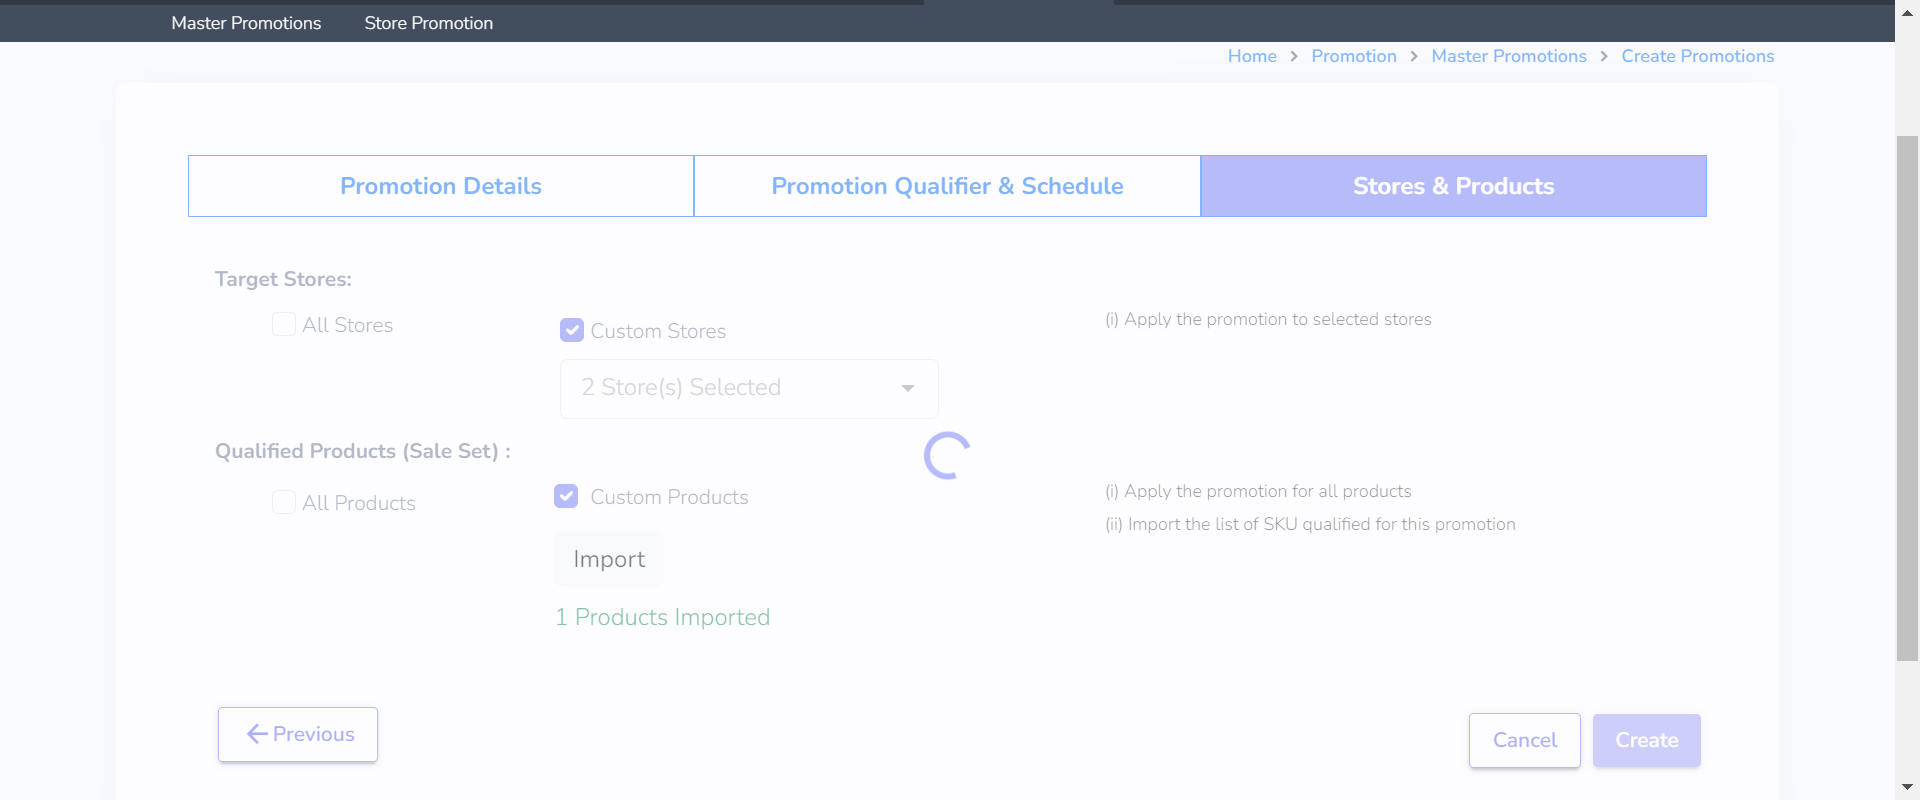 Master Promotions Store Promotion
Home > Promotion > Master Promotions > Create Promotions
Promotion Details Promotion Qualifier & Schedule Stores & Products
Target Stores:
All Stores Custom Stores (i) Apply the promotion to selected stores
2 Store(s) Selected
Qualified Products (Sale Set) :
All Products Custom Products (i) Apply the promotion for all products
(ii) Import the list of SKU qualified for this promotion
Import
1 Products Imported
Previous Cancel Create